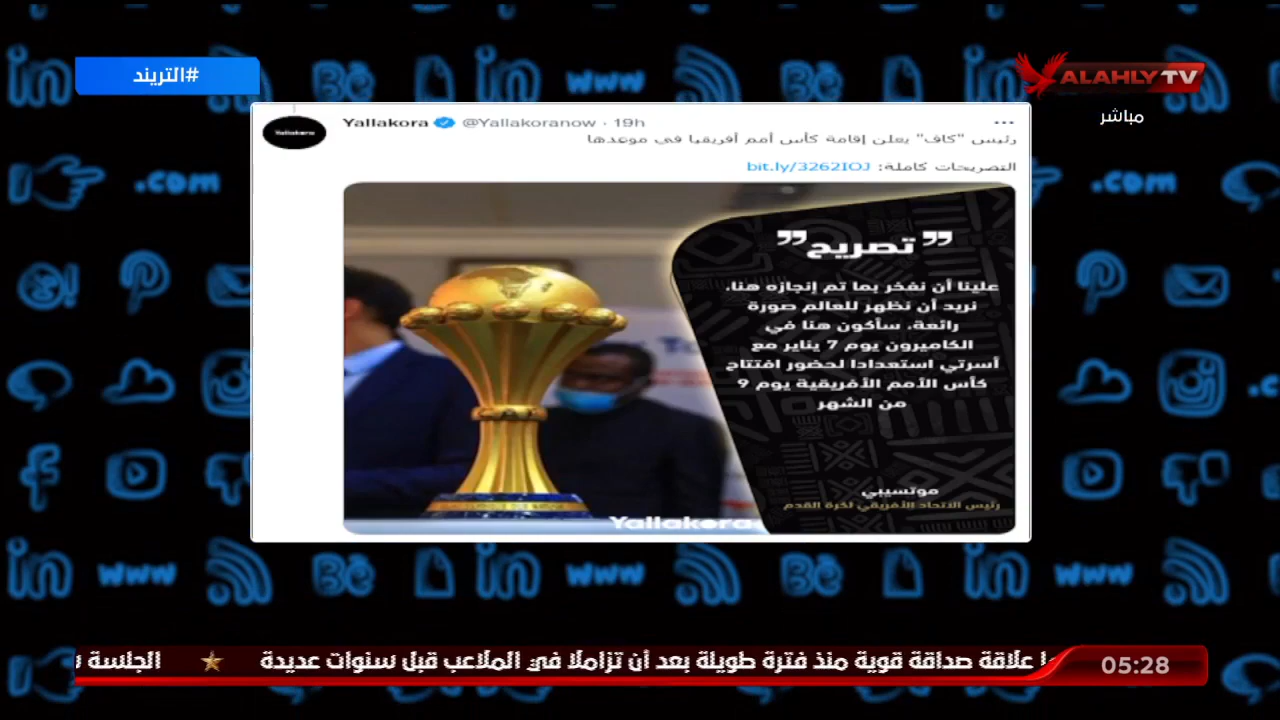 #التريند
ALAHLY TV
مباشر
Yallakora @Yallakoranow · 19h
رئيس "كاف" يعلن إقامة كأس أمم أفريقيا في موعدها
التصريحات كاملة: bit.ly/3262IOJ
Yallakora
” تصريح ”
علينا أن نفخر بما تم إنجازه هنا،
نريد أن نظهر للعالم صورة
رائعة، سأكون هنا في
الكاميرون يوم 7 يناير مع
أسرتي استعدادا لحضور افتتاح
كأس الأمم الأفريقية يوم 9
من الشهر
موتسيبي
رئيس الاتحاد الأفريقي لكرة القدم
Yallakora
علاقة صداقة قوية منذ فترة طويلة بعد أن تزاملا في الملاعب قبل سنوات عديدة ★ الجلسة
05:28